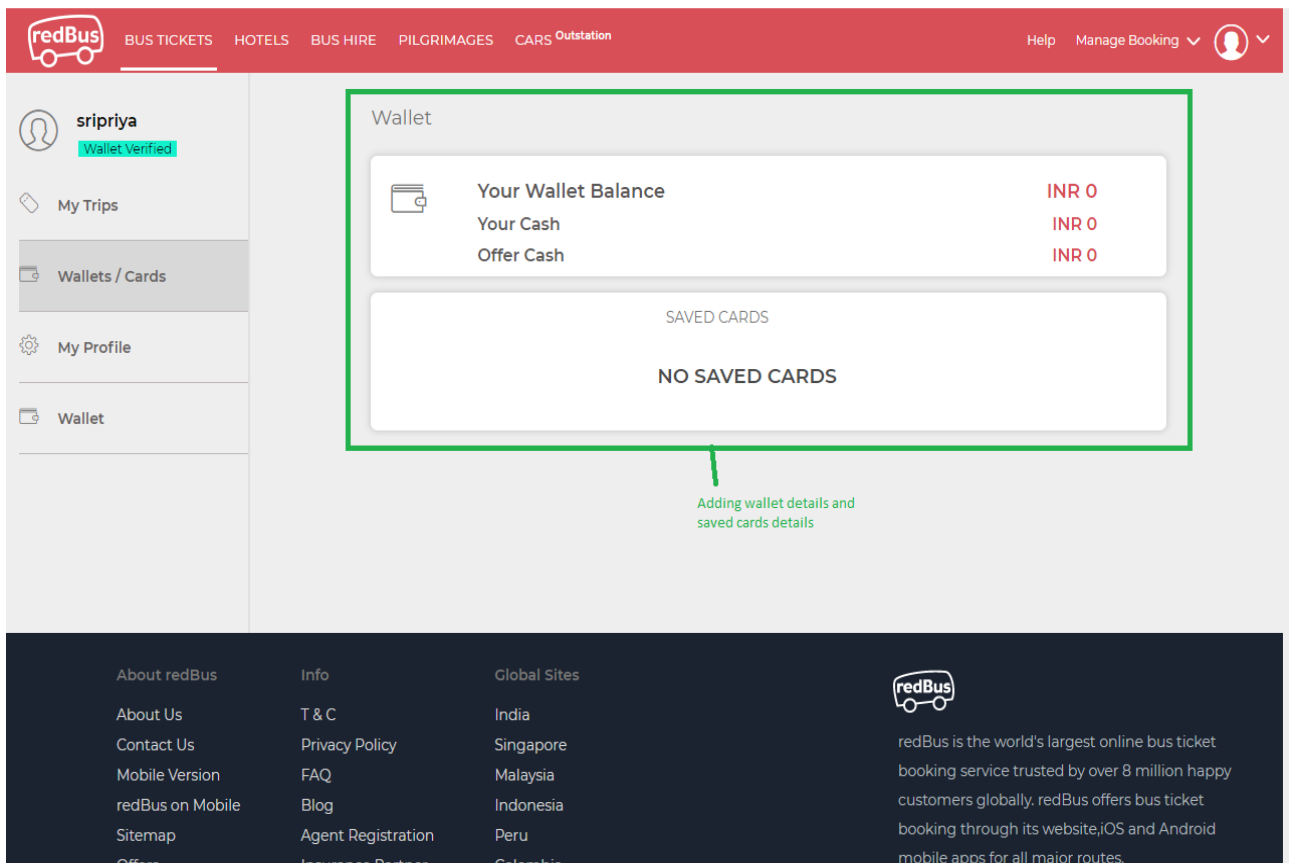 redBus BUS TICKETS HOTELS BUS HIRE PILGRIMAGES CARS Outstation Help Manage Booking
sripriya
Wallet Verified
My Trips
Wallets / Cards
My Profile
Wallet
Wallet
Your Wallet Balance INR 0
Your Cash INR 0
Offer Cash INR 0
SAVED CARDS
NO SAVED CARDS
Adding wallet details and
saved cards details
About redBus
About Us
Contact Us
Mobile Version
redBus on Mobile
Sitemap
Offers
Info
T & C
Privacy Policy
FAQ
Blog
Agent Registration
Insurance Partner
Global Sites
India
Singapore
Malaysia
Indonesia
Peru
Colombia
redBus
redBus is the world's largest online bus ticket
booking service trusted by over 8 million happy
customers globally. redBus offers bus ticket
booking through its website,iOS and Android
mobile apps for all major routes.